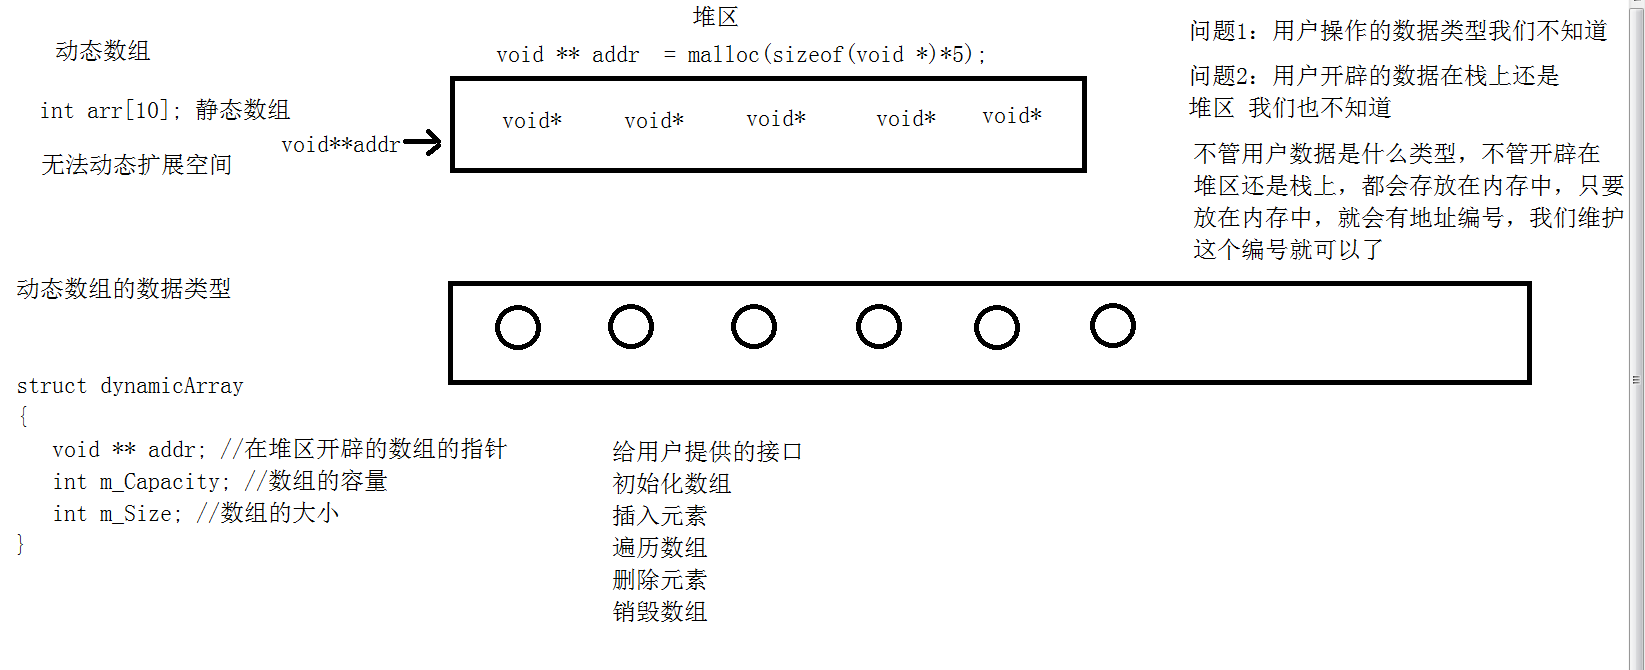 堆区
动态数组
void ** addr  = malloc(sizeof(void *)*5);
int arr[10]; 静态数组
void**addr
无法动态扩展空间
void*
void*
void*
void*
void*
问题1：用户操作的数据类型我们不知道
问题2：用户开辟的数据在栈上还是
堆区 我们也不知道
不管用户数据是什么类型，不管开辟在
堆区还是栈上，都会存放在内存中，只要
放在内存中，就会有地址编号，我们维护
这个编号就可以了
动态数组的数据类型
struct dynamicArray
{
void ** addr; //在堆区开辟的数组的指针
int m_Capacity; //数组的容量
int m_Size; //数组的大小
}
给用户提供的接口
初始化数组
插入元素
遍历数组
删除元素
销毁数组